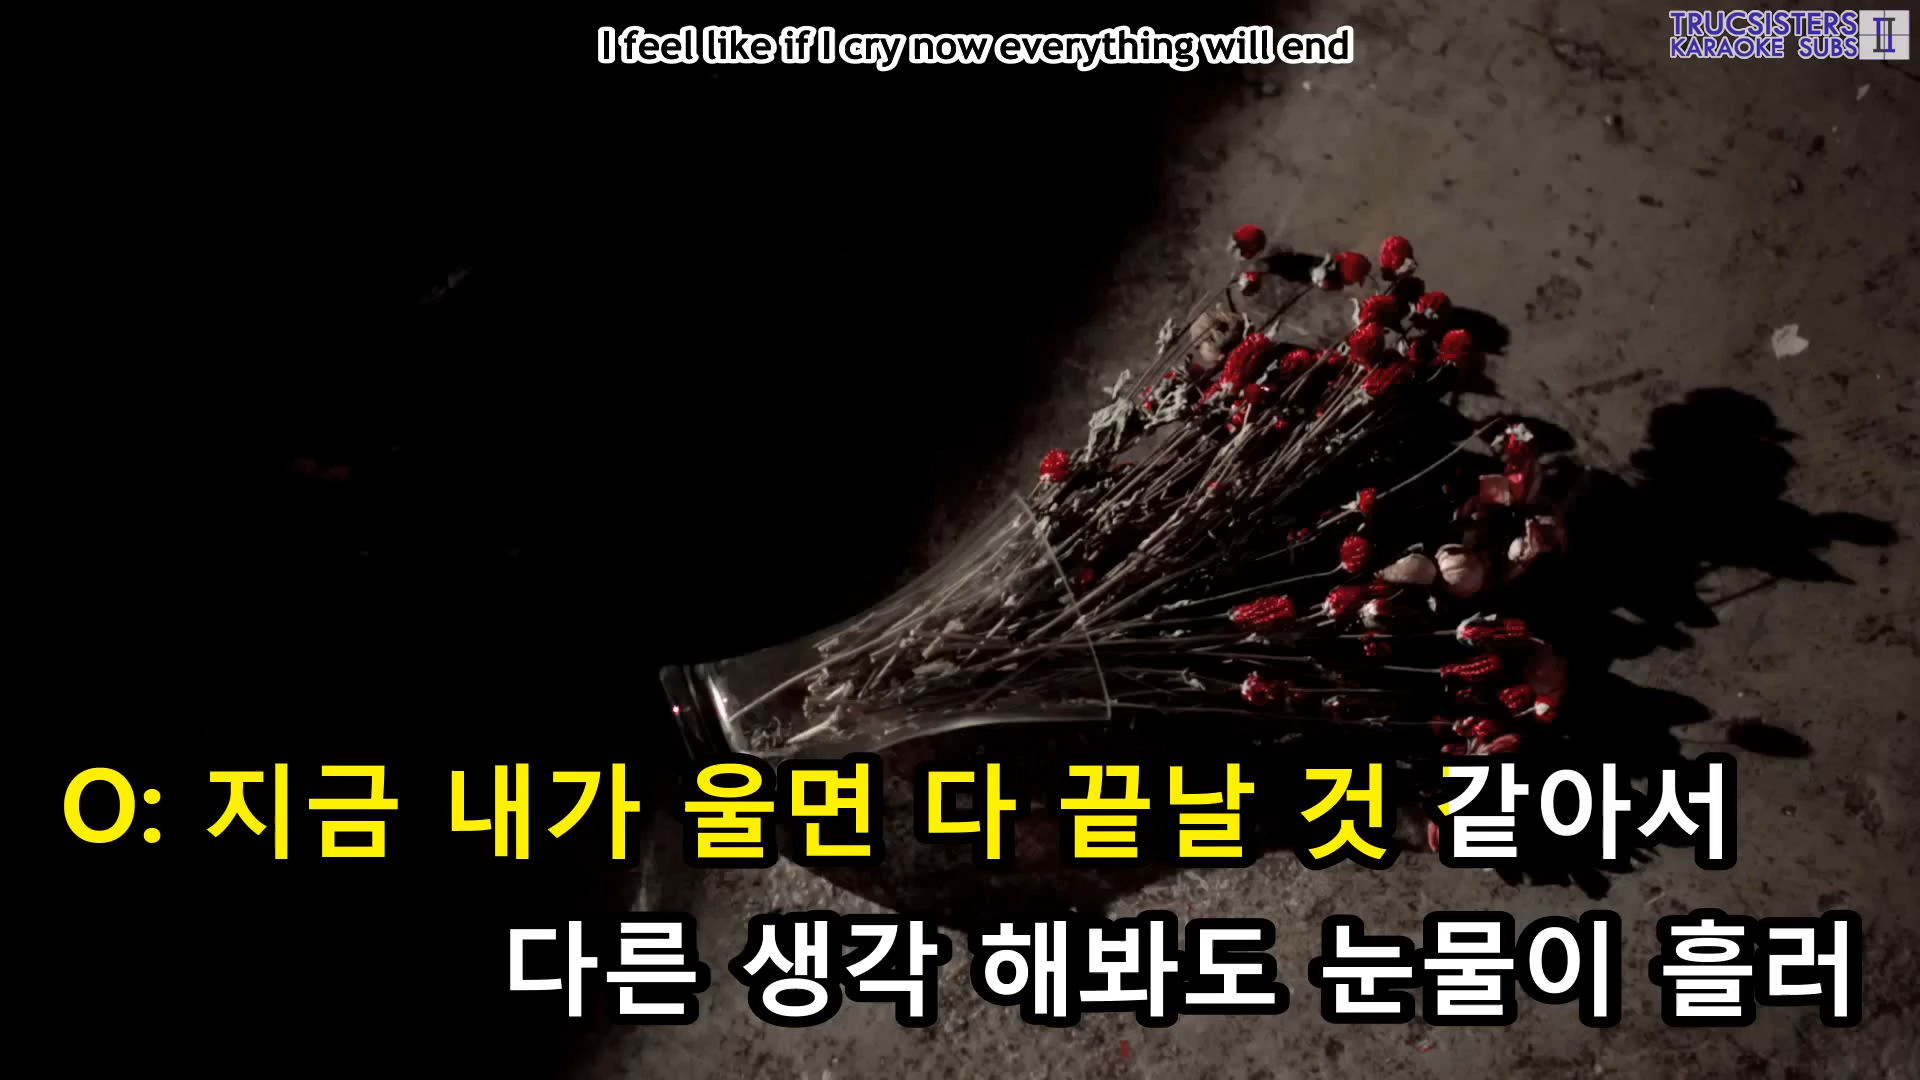 I feel like if I cry now everything will end
TRUCSISTERS
KARAOKE SUBS II
O: 지금 내가 울면 다 끝날 것 같아서
다른 생각 해봐도 눈물이 흘러